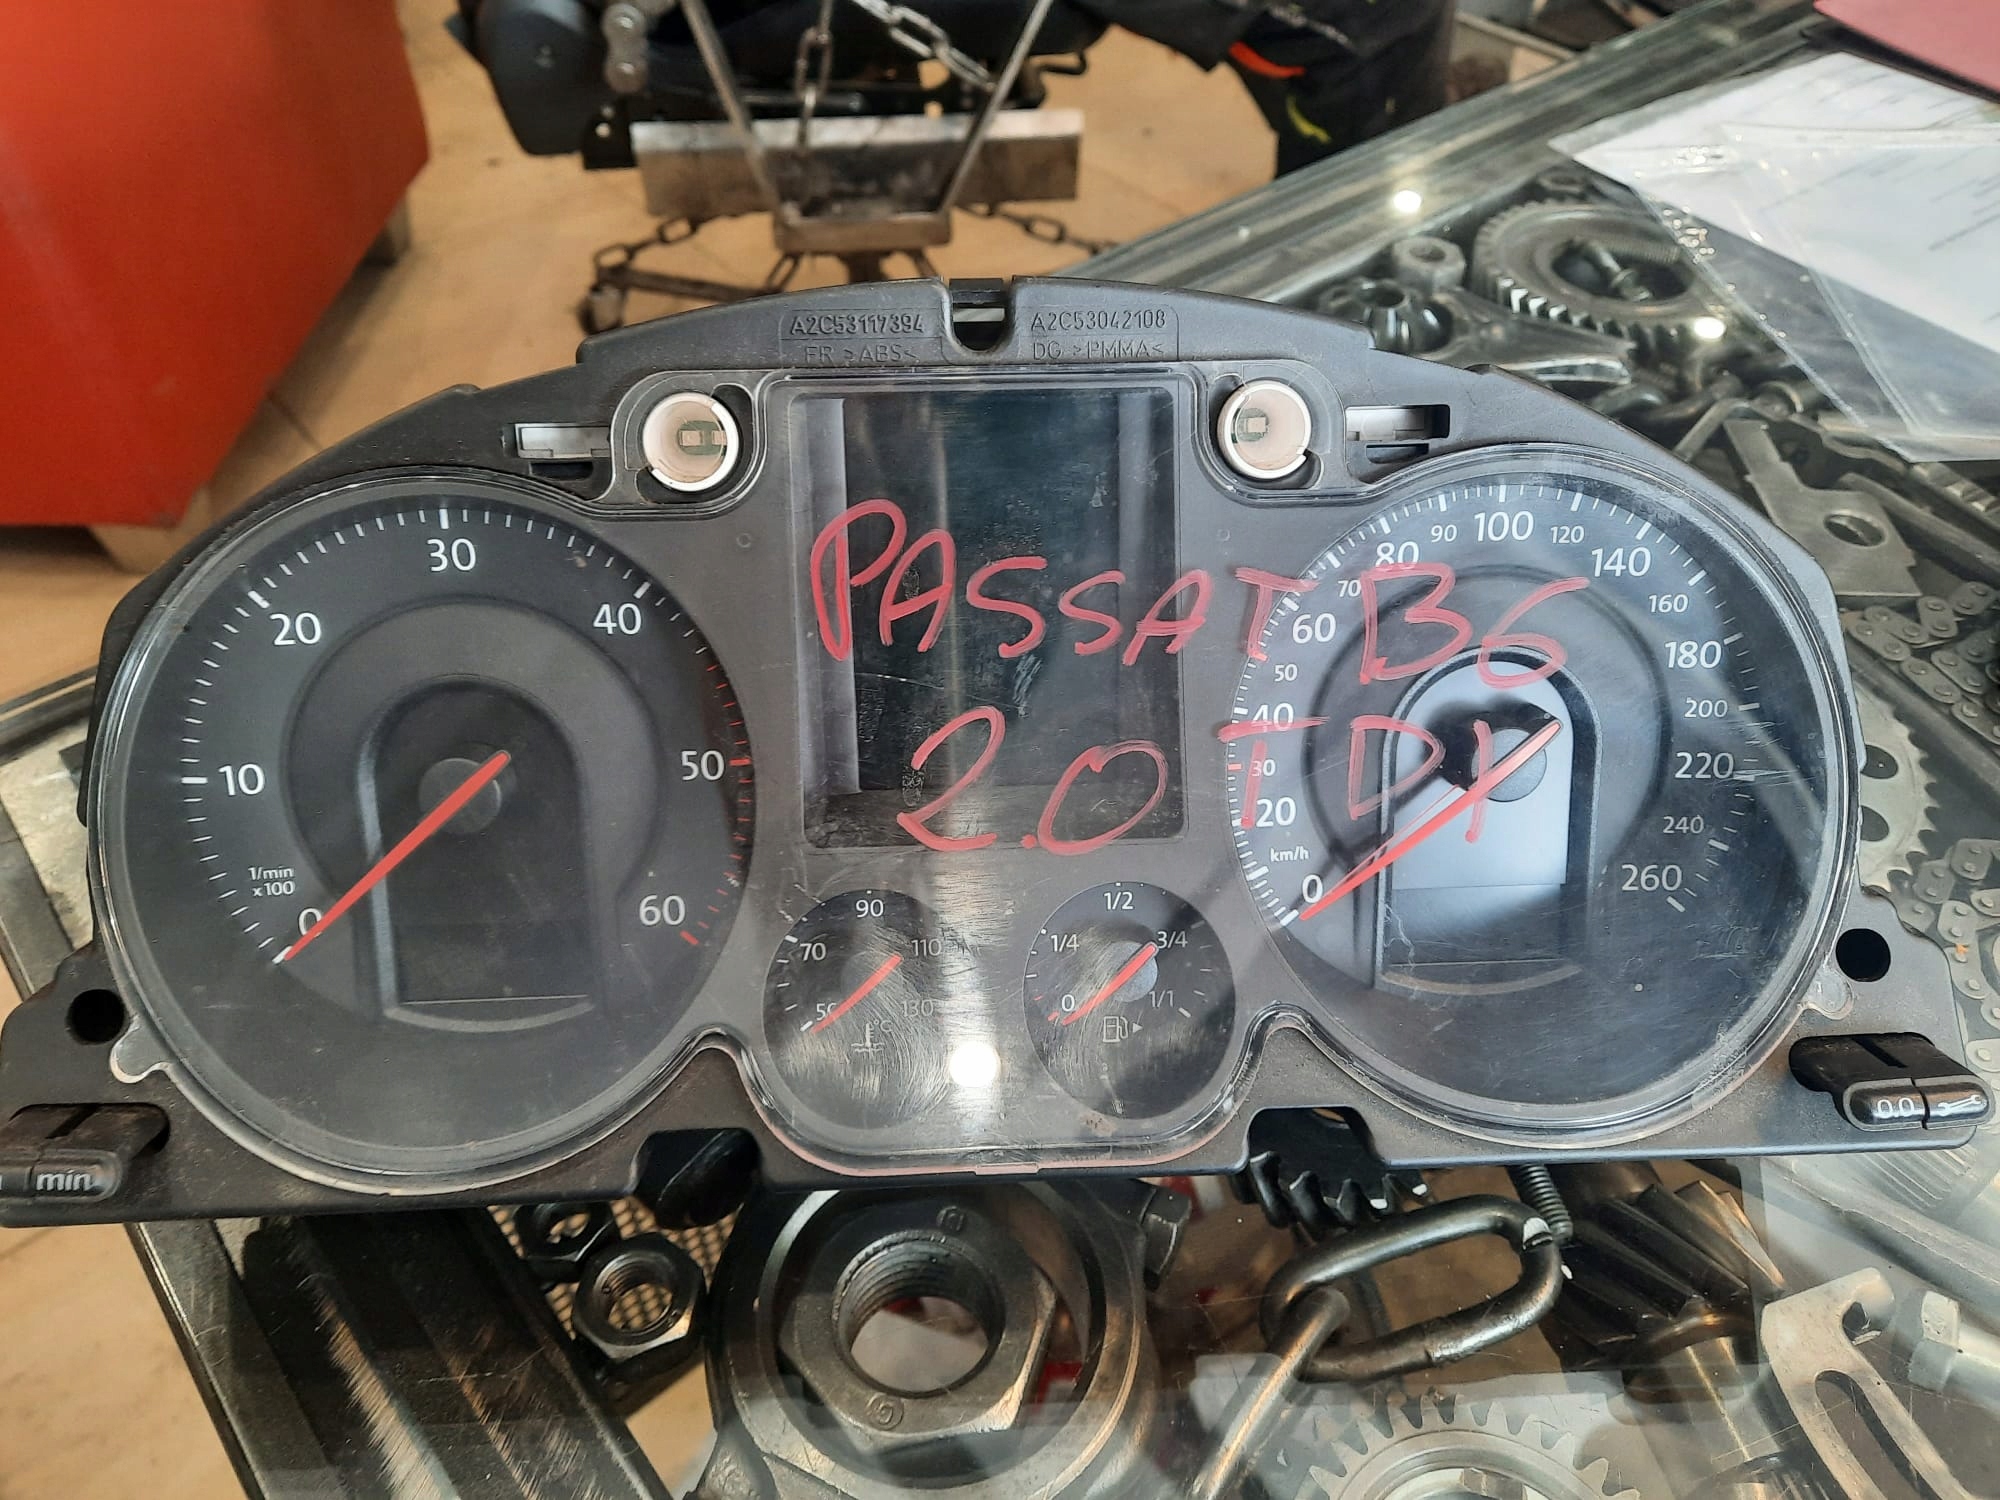 A2C53117394 A2C53042108
FR >ABS< DG >PMMA<
PASSAT B6
2.0 TDI
0 10 20 30 40 50 60
1/min
x100
50 70 90 110 130
°C
0 1/4 1/2 3/4 1/1
0 20 30 40 50 60 70 80 90 100 120 140 160 180 200 220 240 260
km/h
min
0.0